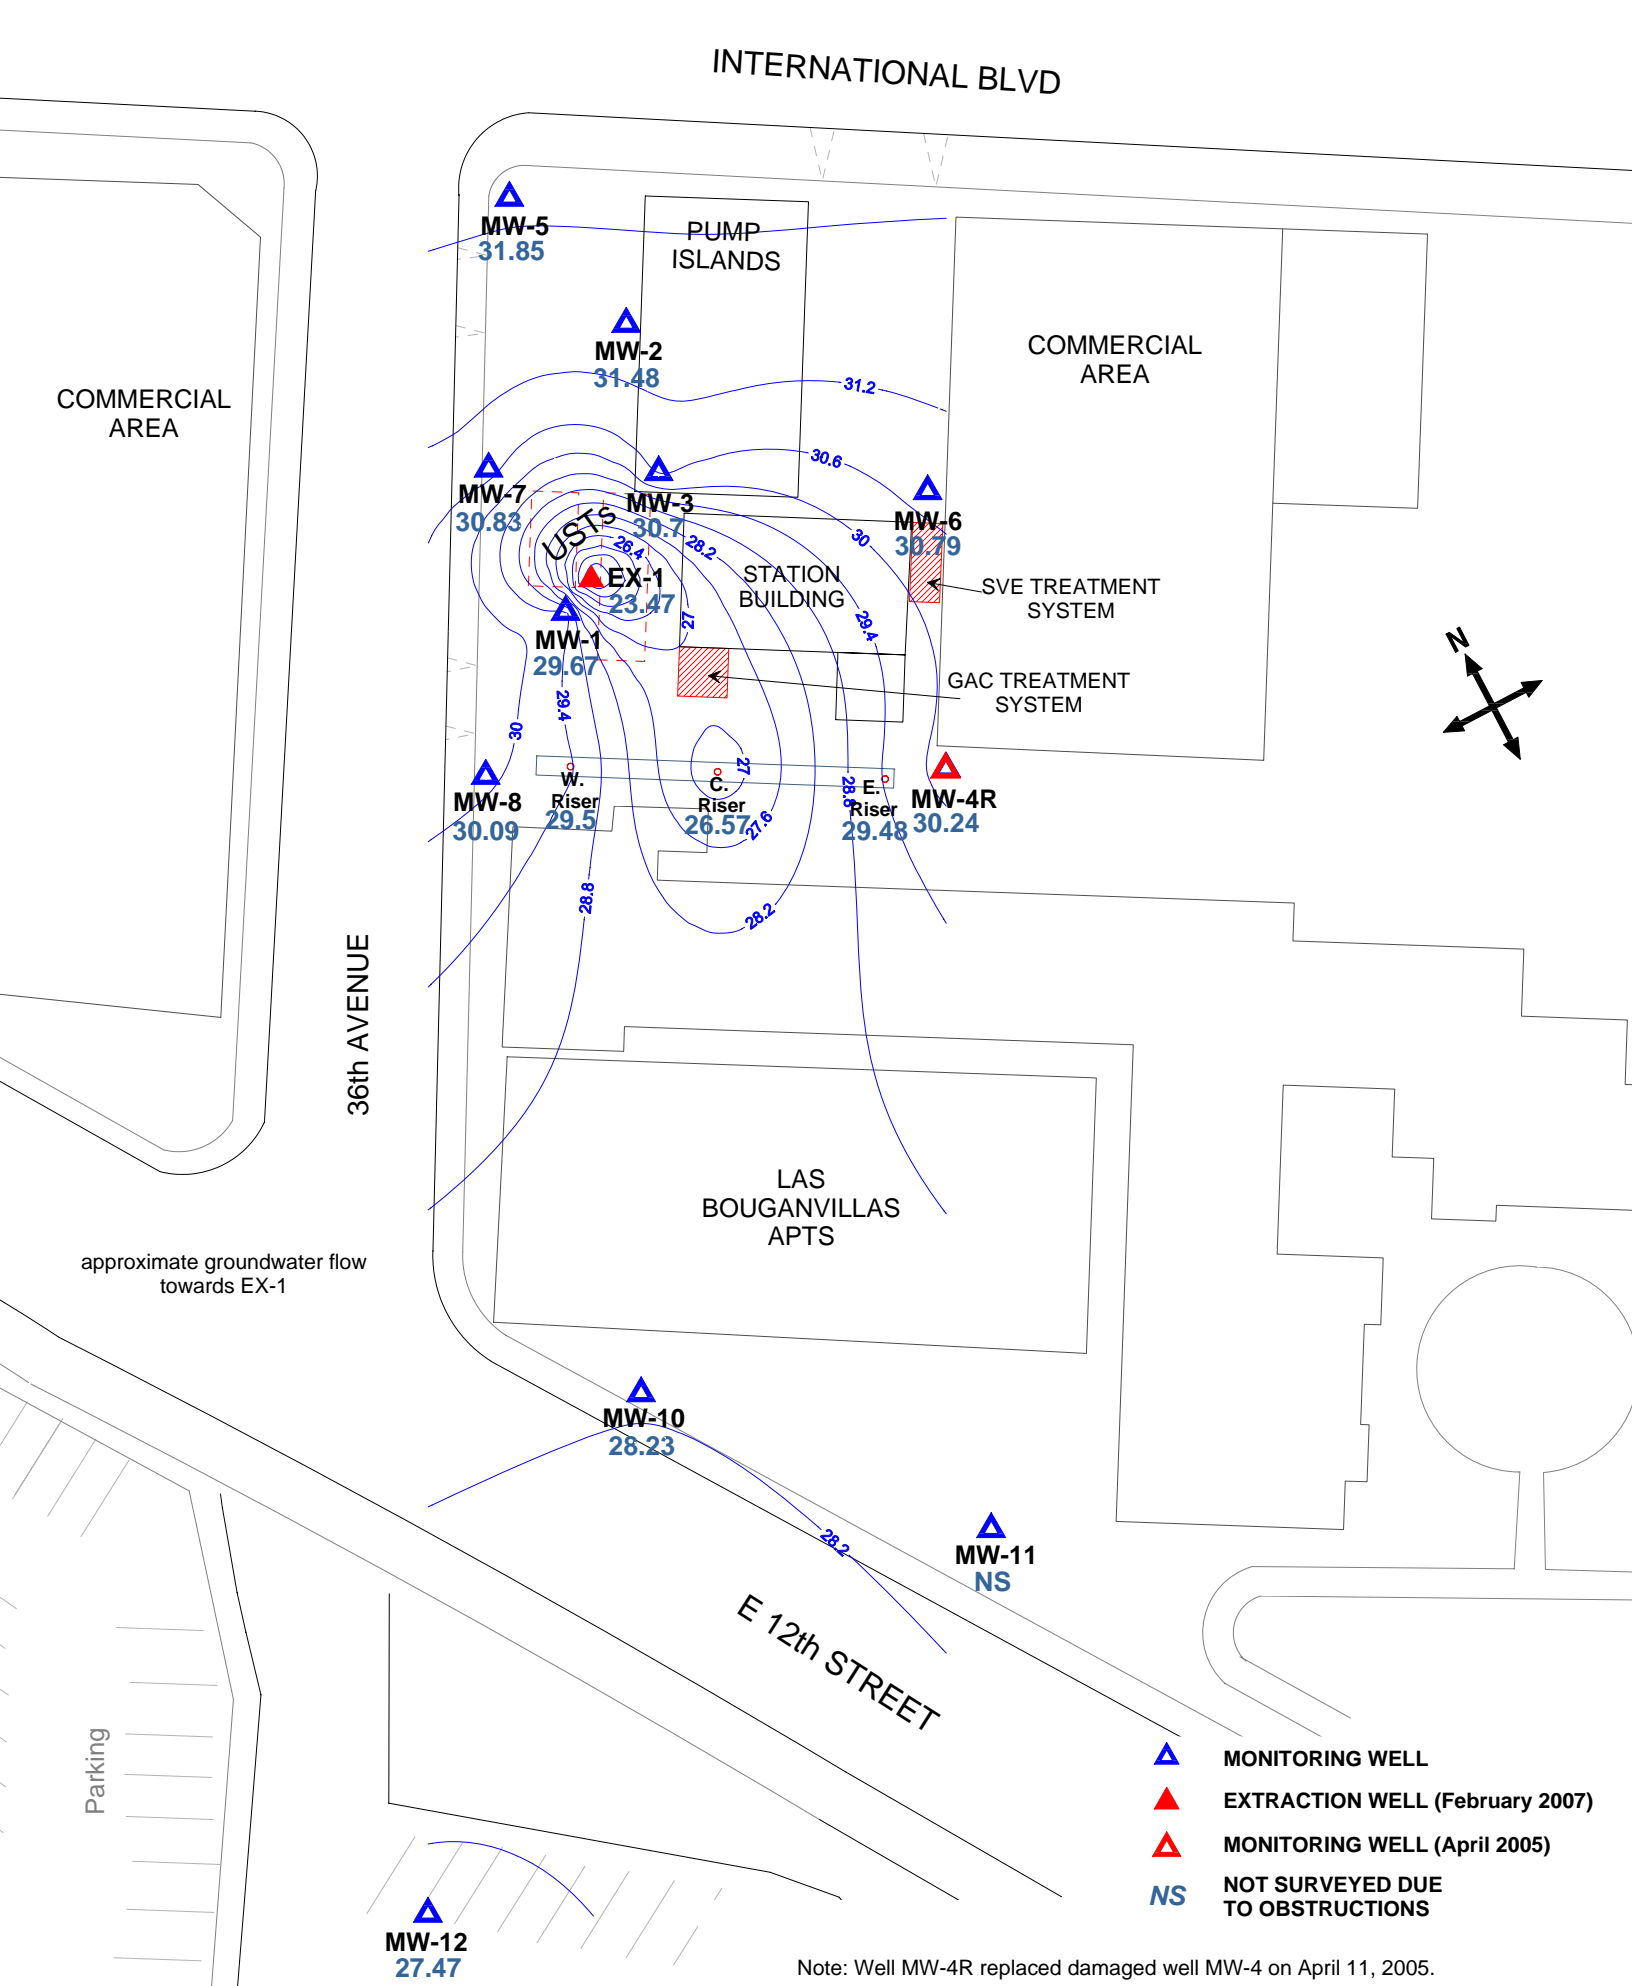 INTERNATIONAL BLVD
MW-5
31.85
PUMP
ISLANDS
MW-2
31.48
31.2
COMMERCIAL
AREA
COMMERCIAL
AREA
30.6
MW-7
30.83
MW-3
30.7
MW-6
30.79
USTs
26.4
28.2
30
EX-1
23.47
STATION
BUILDING
SVE TREATMENT
SYSTEM
27
29.4
MW-1
29.67
N
GAC TREATMENT
SYSTEM
29.4
30
27
W.
Riser
29.5
C.
Riser
26.57
28.8
E.
Riser
29.48
MW-4R
30.24
MW-8
30.09
27.6
28.8
28.2
36th AVENUE
LAS
BOUGANVILLAS
APTS
approximate groundwater flow
towards EX-1
MW-10
28.23
28.2
MW-11
NS
E 12th STREET
Parking
MW-12
27.47
MONITORING WELL
EXTRACTION WELL (February 2007)
MONITORING WELL (April 2005)
NS
NOT SURVEYED DUE
TO OBSTRUCTIONS
Note: Well MW-4R replaced damaged well MW-4 on April 11, 2005.